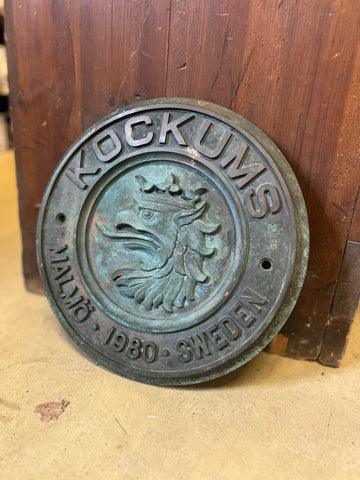 KOCKUMS
MALMÖ · 1980 · SWEDEN